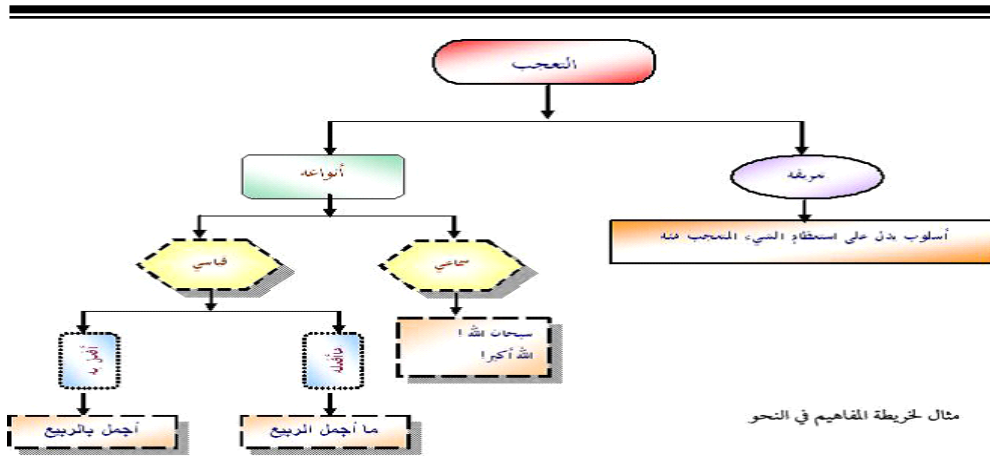 التعجب
تعريفه
أنواعه
أسلوب يدل على استعظام الشيء المتعجب منه
سماعي
قياسي
سبحان الله !
الله أكبر!
ما أفعله
أفعل به
ما أجمل الربيع
أجمل بالربيع
مثال لخريطة المفاهيم في النحو